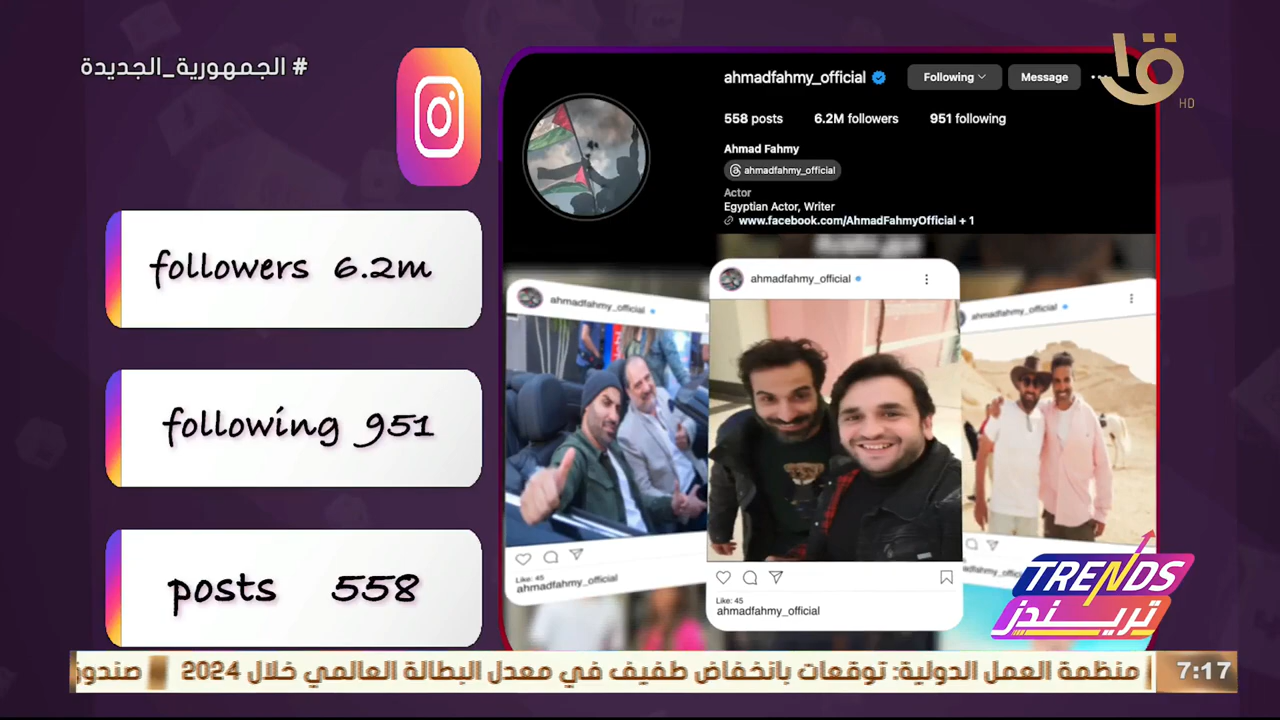 # الجمهورية_الجديدة
followers 6.2m
following 951
posts 558
ahmadfahmy_official
Following
Message
558 posts 6.2M followers 951 following
Ahmad Fahmy
ahmadfahmy_official
Actor
Egyptian Actor, Writer
www.facebook.com/AhmadFahmyOfficial + 1
HD
ahmadfahmy_official
Like: 45
ahmadfahmy_official
ahmadfahmy_official
Like: 45
ahmadfahmy_official
ahmadfahmy_official
TRENDS
تريندز
منظمة العمل الدولية: توقعات بانخفاض طفيف في معدل البطالة العالمي خلال 2024
7:17